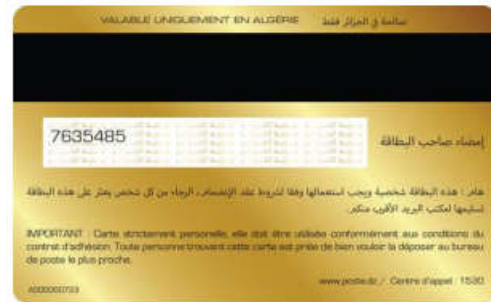 VALABLE UNIQUEMENT EN ALGÉRIE صالحة في الجزائر فقط
7635485
إمضاء صاحب البطاقة
هام : هذه البطاقة شخصية ويجب استعمالها وفقا لشروط عقد الإنضمام. الرجاء من كل شخص يعثر على هذه البطاقة
تسليمها لمكتب البريد الأقرب منكم.
IMPORTANT : Carte strictement personelle, elle doit être utilisée conformément aux conditions du
contrat d'adhésion. Toute personne trouvant cette carte est priée de bien vouloir la déposer au bureau
de poste le plus proche.
www.poste.dz / Centre d'appel : 1530